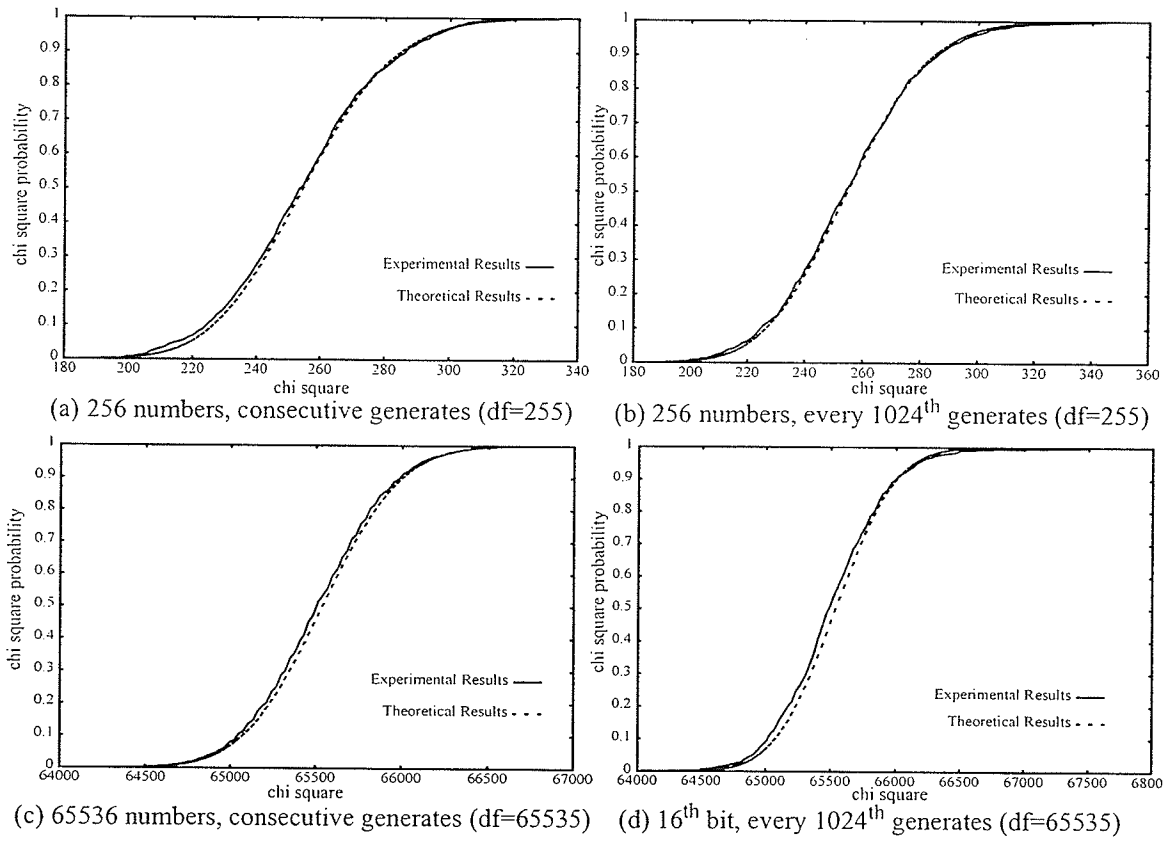 1
0.9
0.8
0.7
0.6
0.5
0.4
0.3
0.2
0.1
0
chi square probability
Experimental Results
Theoretical Results
180 200 220 240 260 280 300 320 340
chi square
(a) 256 numbers, consecutive generates (df=255)
1
0.9
0.8
0.7
0.6
0.5
0.4
0.3
0.2
0.1
0
chi square probability
Experimental Results
Theoretical Results
180 200 220 240 260 280 300 320 340 360
chi square
(b) 256 numbers, every 1024th generates (df=255)
1
0.9
0.8
0.7
0.6
0.5
0.4
0.3
0.2
0.1
0
chi square probability
Experimental Results
Theoretical Results
64000 64500 65000 65500 66000 66500 67000
chi square
(c) 65536 numbers, consecutive generates (df=65535)
1
0.9
0.8
0.7
0.6
0.5
0.4
0.3
0.2
0.1
0
chi square probability
Experimental Results
Theoretical Results
64000 64500 65000 65500 66000 66500 67000 67500 6800
chi square
(d) 16th bit, every 1024th generates (df=65535)